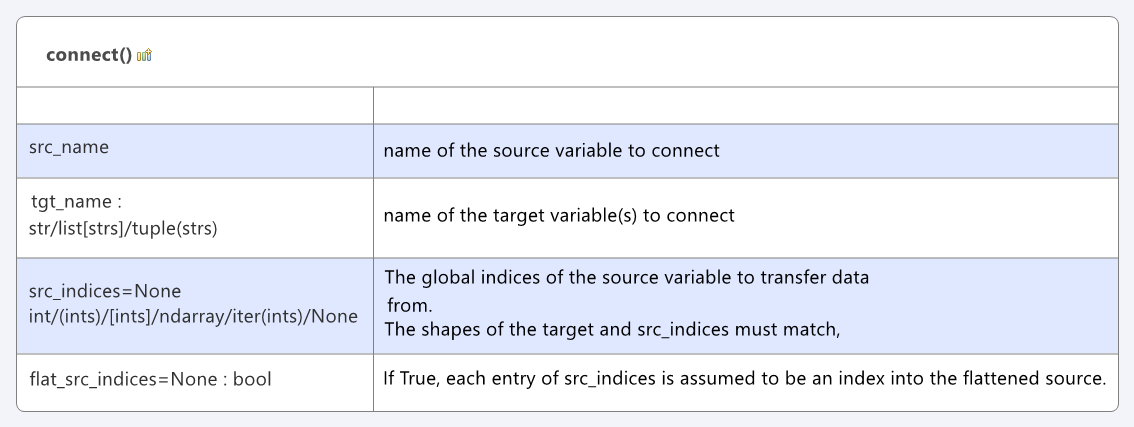 connect()
src_name
name of the source variable to connect
tgt_name :
str/list[strs]/tuple(strs)
name of the target variable(s) to connect
src_indices=None
int/(ints)/[ints]/ndarray/iter(ints)/None
The global indices of the source variable to transfer data
from.
The shapes of the target and src_indices must match,
flat_src_indices=None : bool
If True, each entry of src_indices is assumed to be an index into the flattened source.